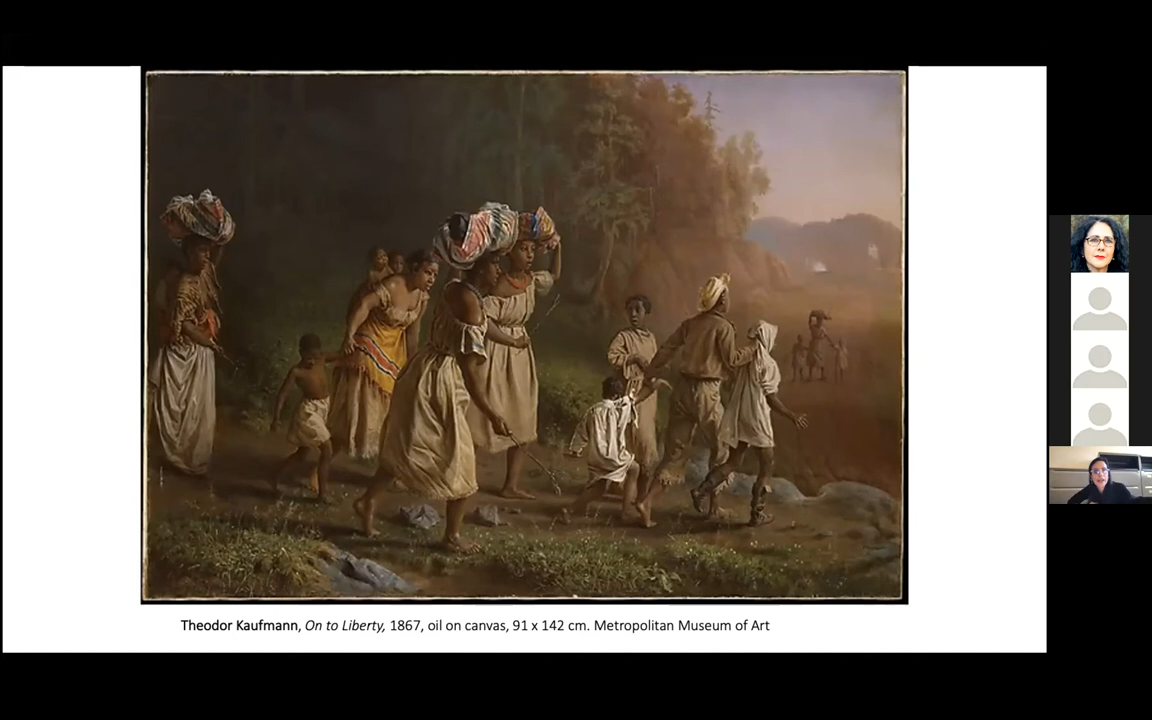 Theodor Kaufmann, On to Liberty, 1867, oil on canvas, 91 x 142 cm. Metropolitan Museum of Art